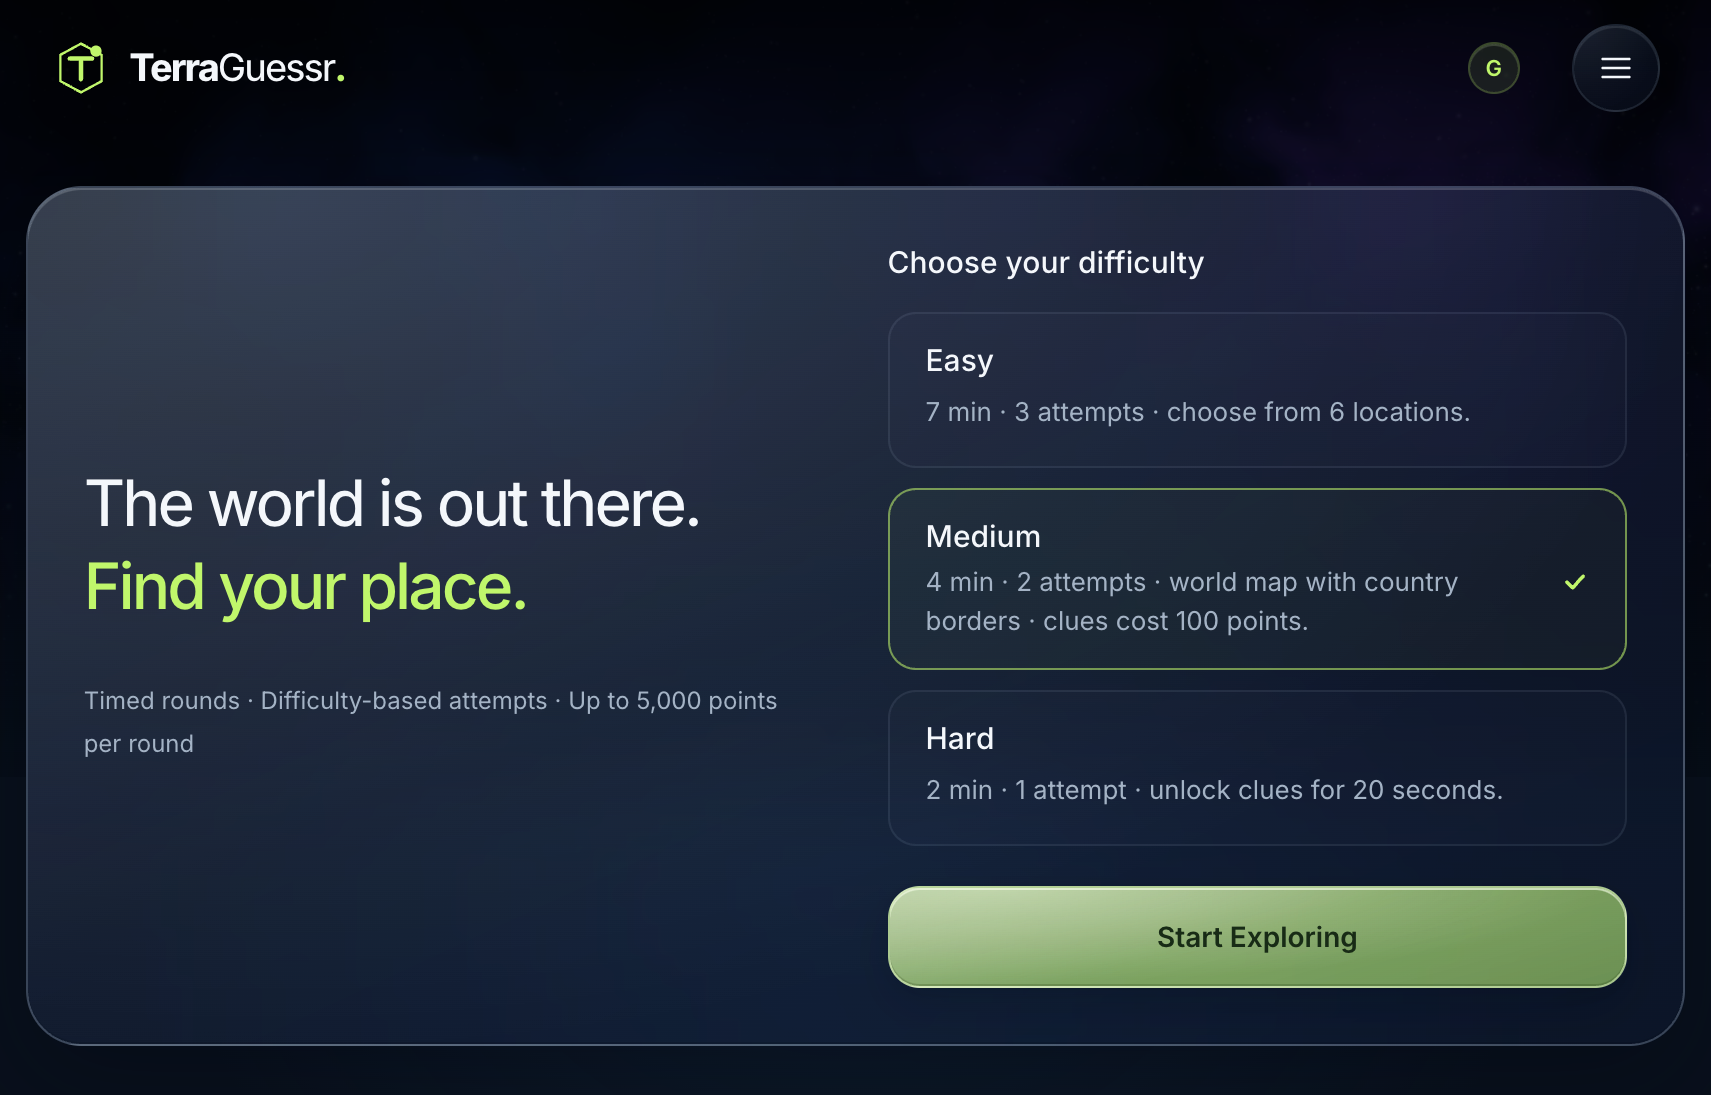 TerraGuessr.
G
The world is out there.
Find your place.
Timed rounds · Difficulty-based attempts · Up to 5,000 points
per round
Choose your difficulty
Easy
7 min · 3 attempts · choose from 6 locations.
Medium
4 min · 2 attempts · world map with country
borders · clues cost 100 points.
Hard
2 min · 1 attempt · unlock clues for 20 seconds.
Start Exploring